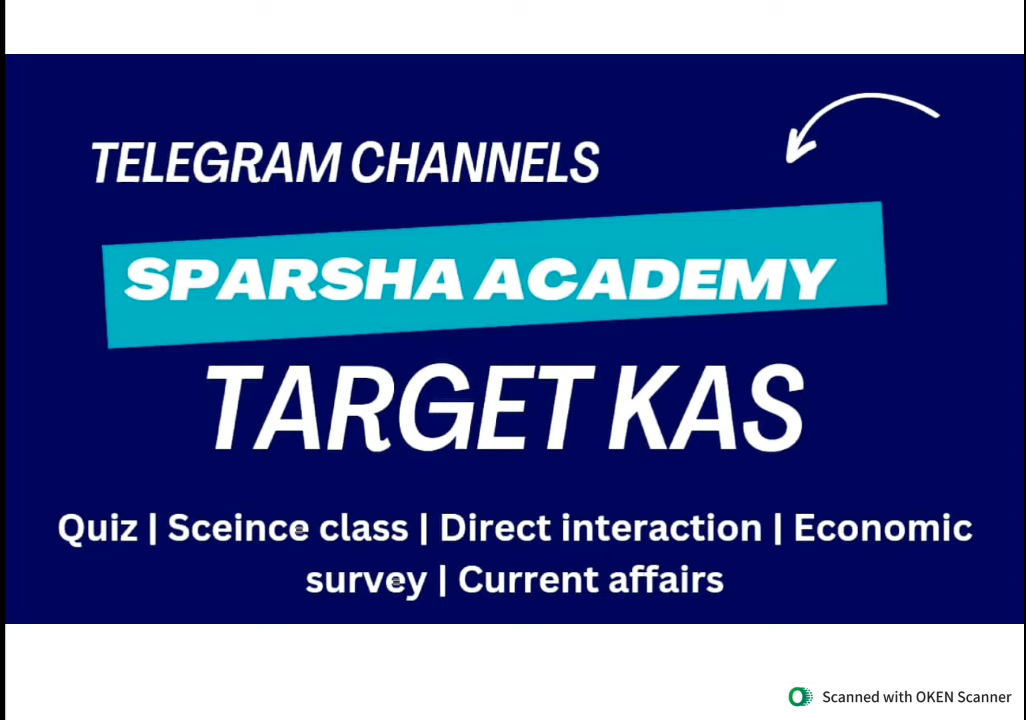 TELEGRAM CHANNELS
SPARSHA ACADEMY
TARGET KAS
Quiz | Sceince class | Direct interaction | Economic
survey | Current affairs
Scanned with OKEN Scanner